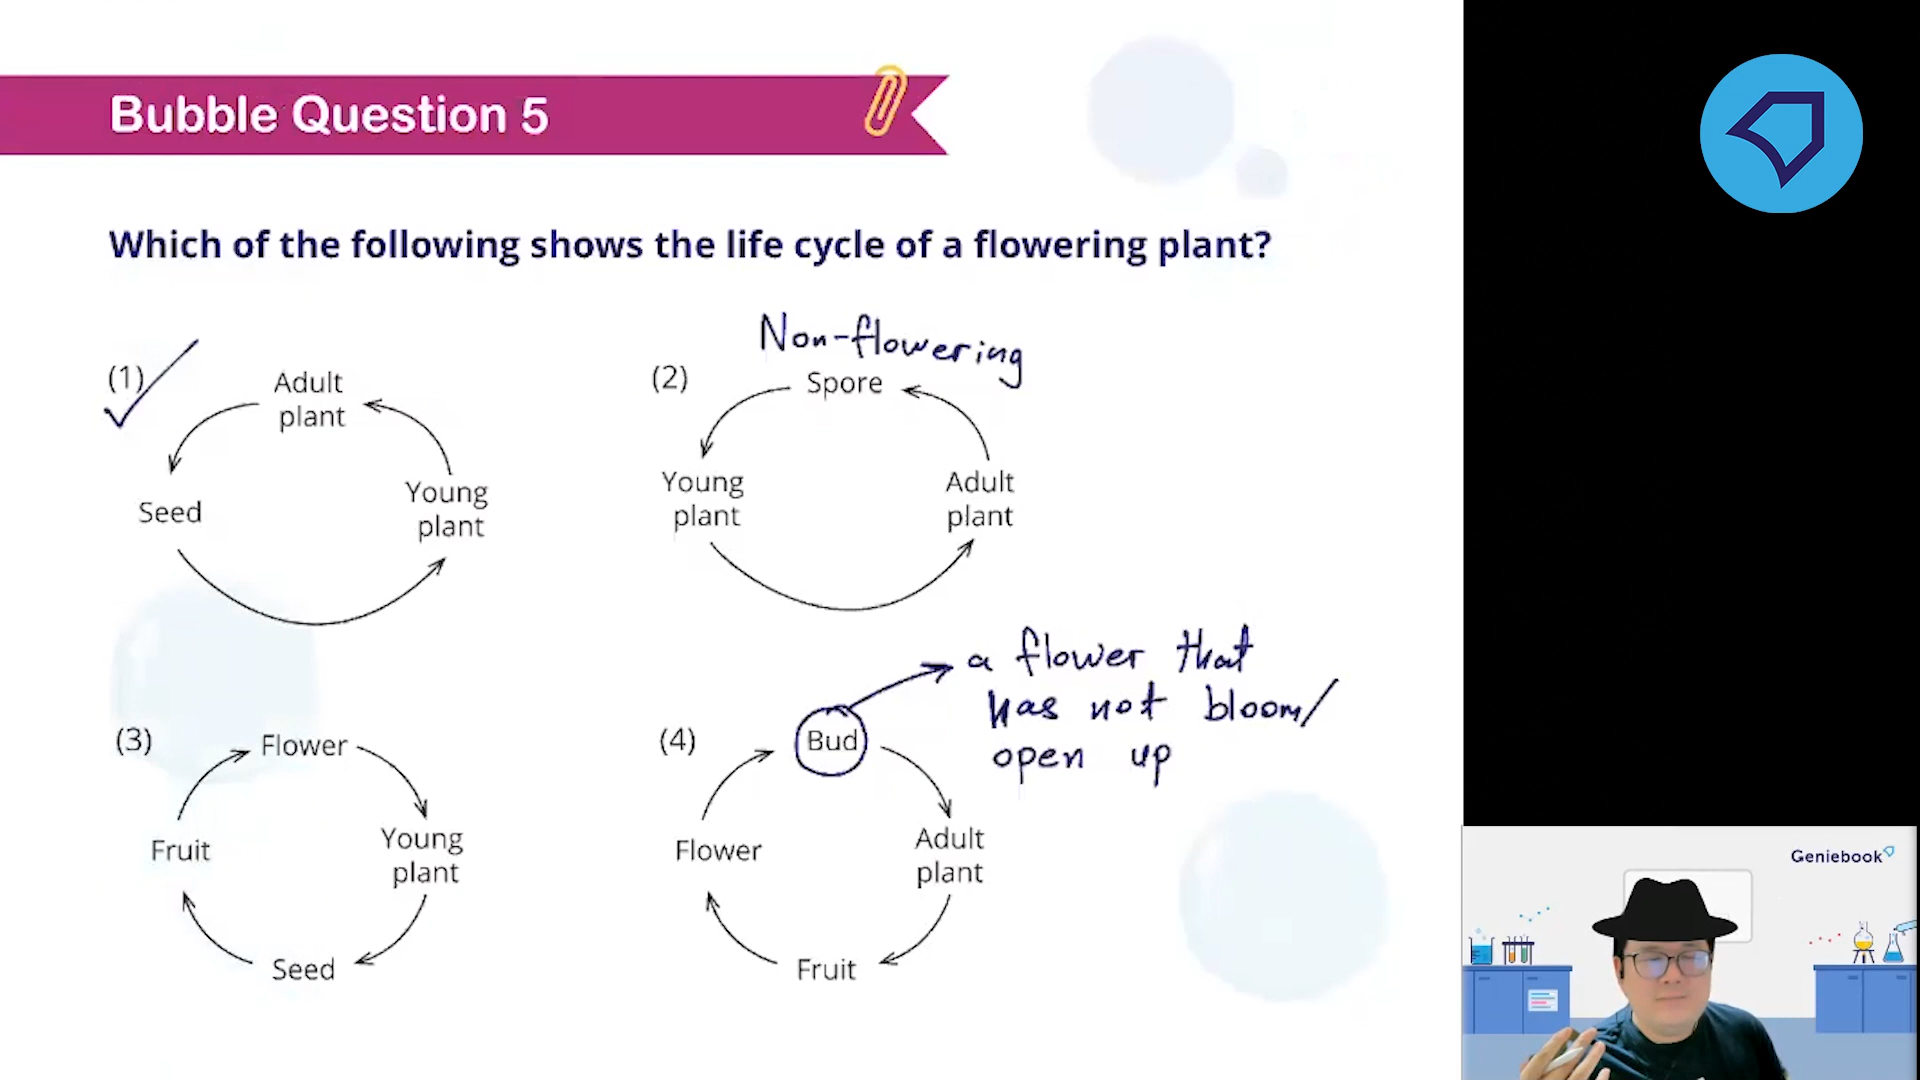 Bubble Question 5
Which of the following shows the life cycle of a flowering plant?
(1)
Adult
plant
Seed
Young
plant
Non-flowering
(2)
Spore
Young
plant
Adult
plant
(3)
Flower
Fruit
Young
plant
Seed
a flower that
has not bloom/
open up
(4)
Bud
Flower
Adult
plant
Fruit
Geniebook